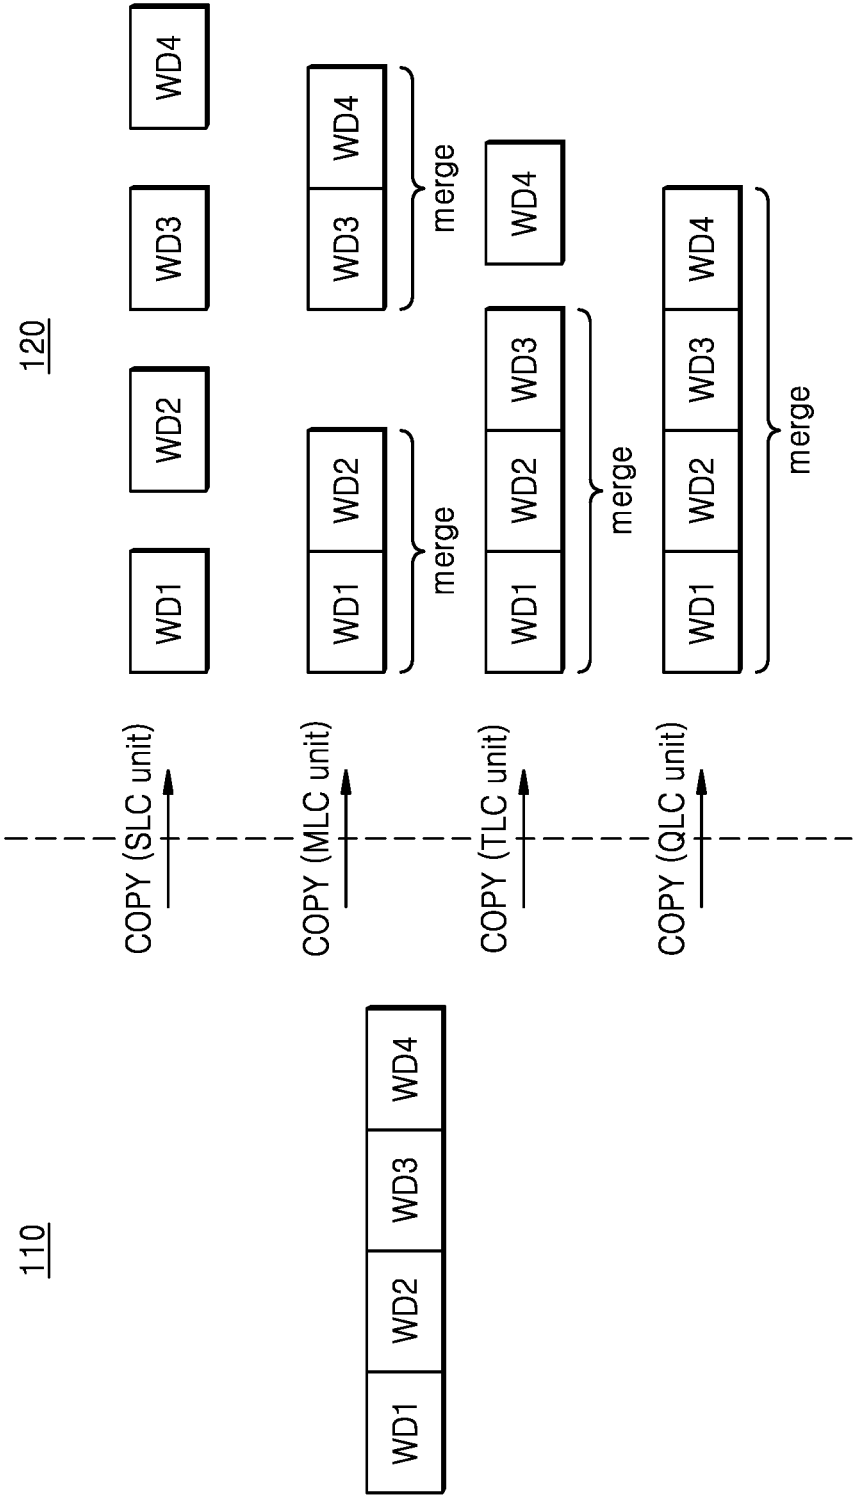 110
120
WD1 WD2 WD3 WD4
COPY (SLC unit)
WD1 WD2 WD3 WD4
COPY (MLC unit)
WD1 WD2 WD3 WD4
merge merge
COPY (TLC unit)
WD1 WD2 WD3 WD4
merge
COPY (QLC unit)
WD1 WD2 WD3 WD4
merge